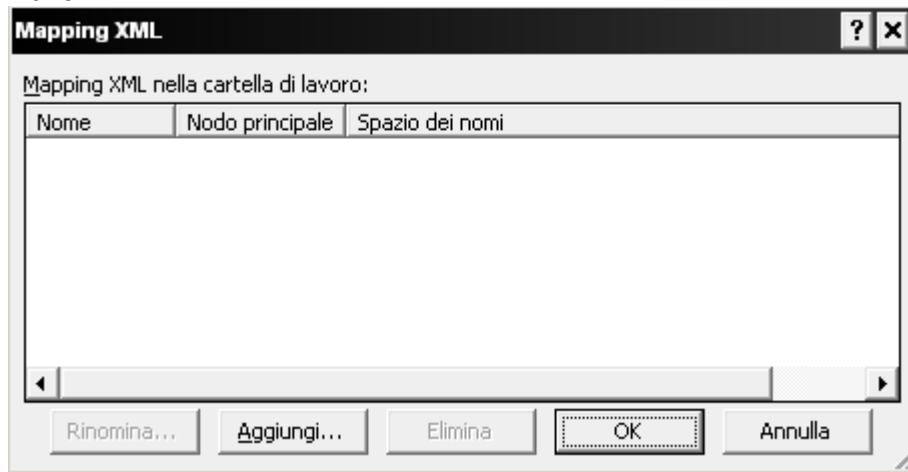 Mapping XML
Mapping XML nella cartella di lavoro:
Nome Nodo principale Spazio dei nomi
Rinomina... Aggiungi... Elimina OK Annulla